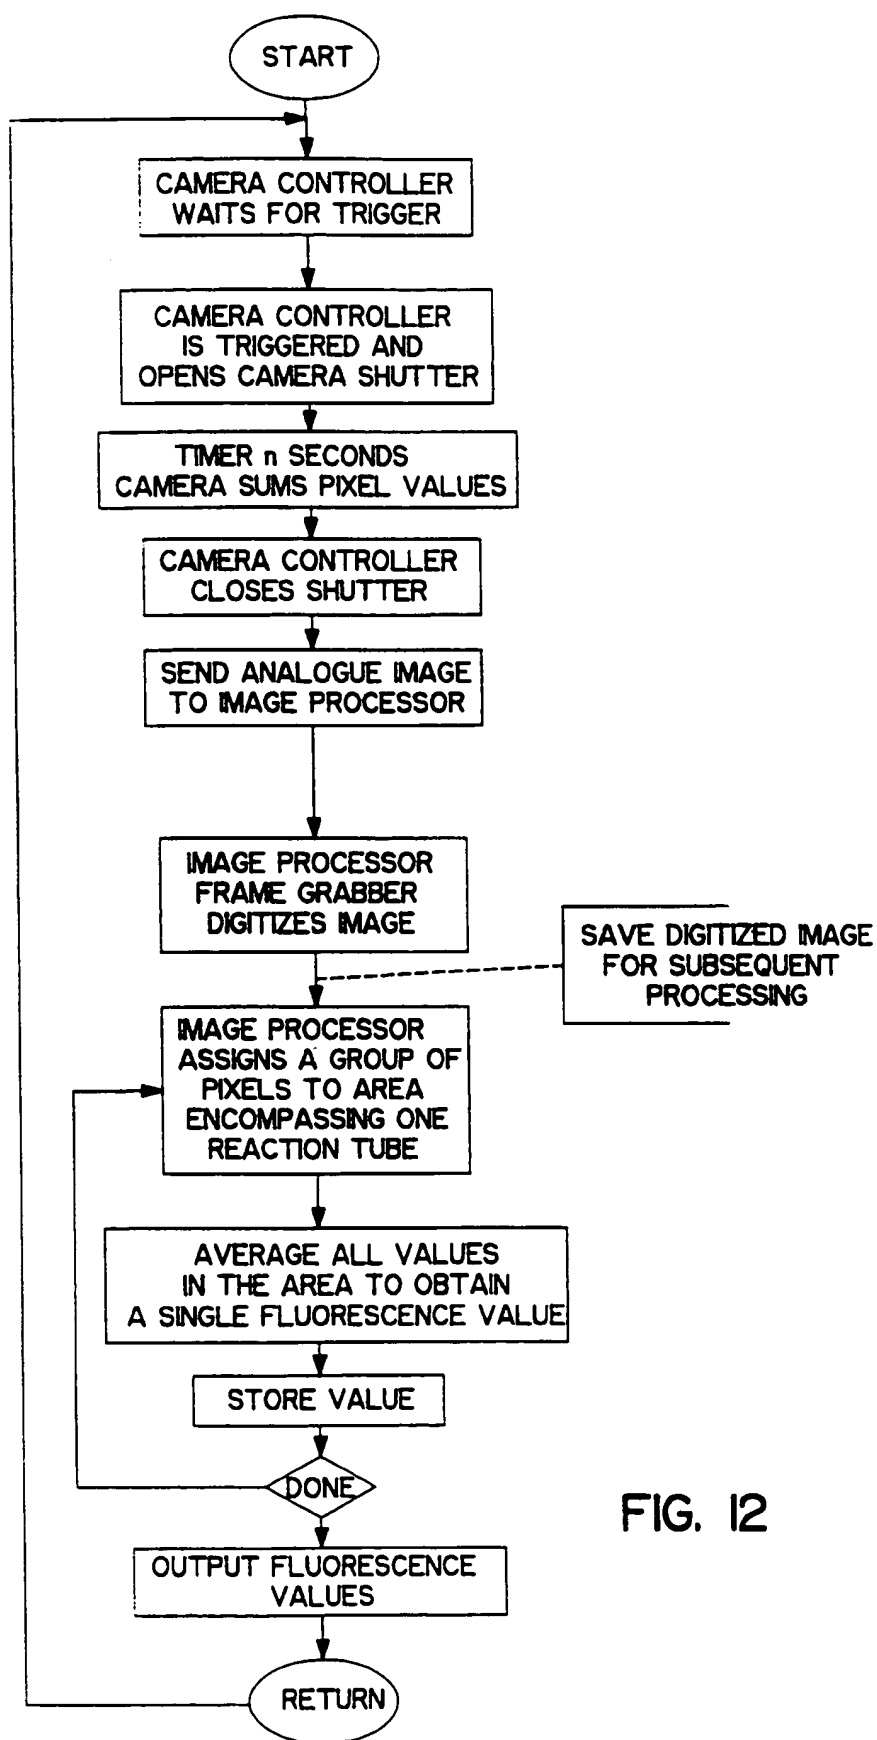 START
CAMERA CONTROLLER
WAITS FOR TRIGGER
CAMERA CONTROLLER
IS TRIGGERED AND
OPENS CAMERA SHUTTER
TIMER n SECONDS
CAMERA SUMS PIXEL VALUES
CAMERA CONTROLLER
CLOSES SHUTTER
SEND ANALOGUE IMAGE
TO IMAGE PROCESSOR
IMAGE PROCESSOR
FRAME GRABBER
DIGITIZES IMAGE
SAVE DIGITIZED IMAGE
FOR SUBSEQUENT
PROCESSING
IMAGE PROCESSOR
ASSIGNS A GROUP OF
PIXELS TO AREA
ENCOMPASSING ONE
REACTION TUBE
AVERAGE ALL VALUES
IN THE AREA TO OBTAIN
A SINGLE FLUORESCENCE VALUE
STORE VALUE
DONE
OUTPUT FLUORESCENCE
VALUES
RETURN
FIG. 12